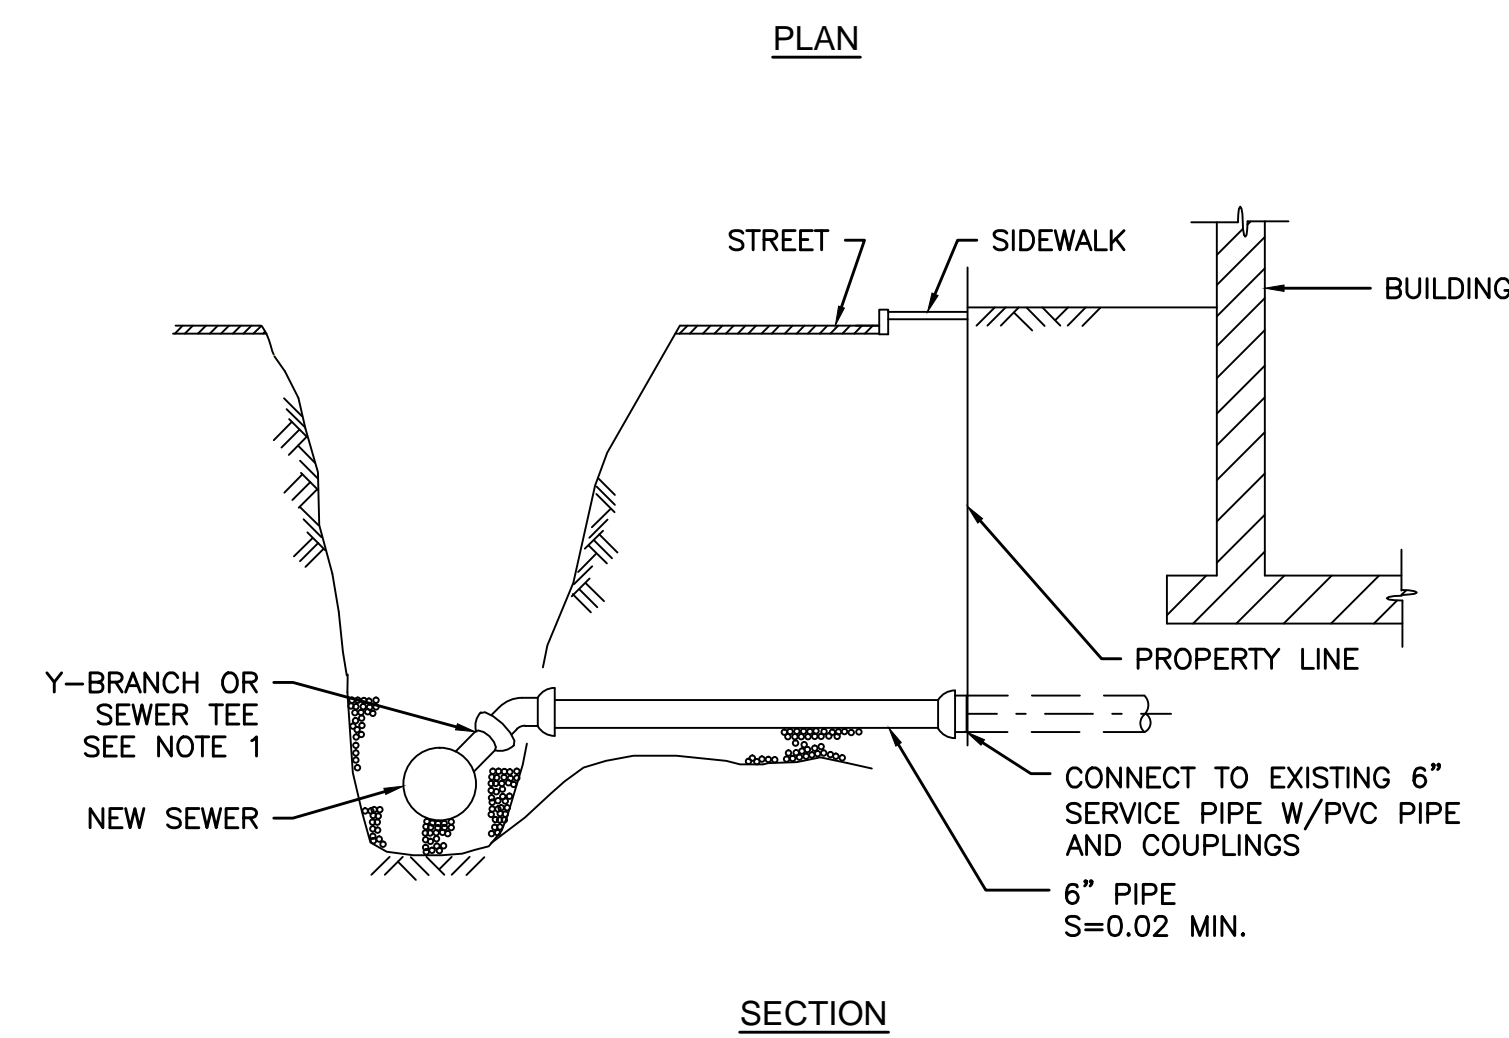 PLAN
STREET
SIDEWALK
BUILDING
PROPERTY LINE
Y-BRANCH OR
SEWER TEE
SEE NOTE 1
NEW SEWER
CONNECT TO EXISTING 6"
SERVICE PIPE W/PVC PIPE
AND COUPLINGS
6" PIPE
S=0.02 MIN.
SECTION